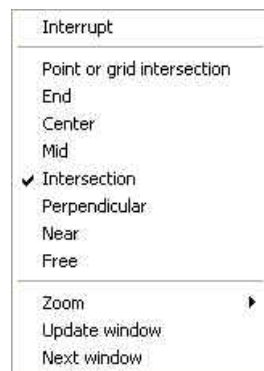 Interrupt
Point or grid intersection
End
Center
Mid
Intersection
Perpendicular
Near
Free
Zoom
Update window
Next window